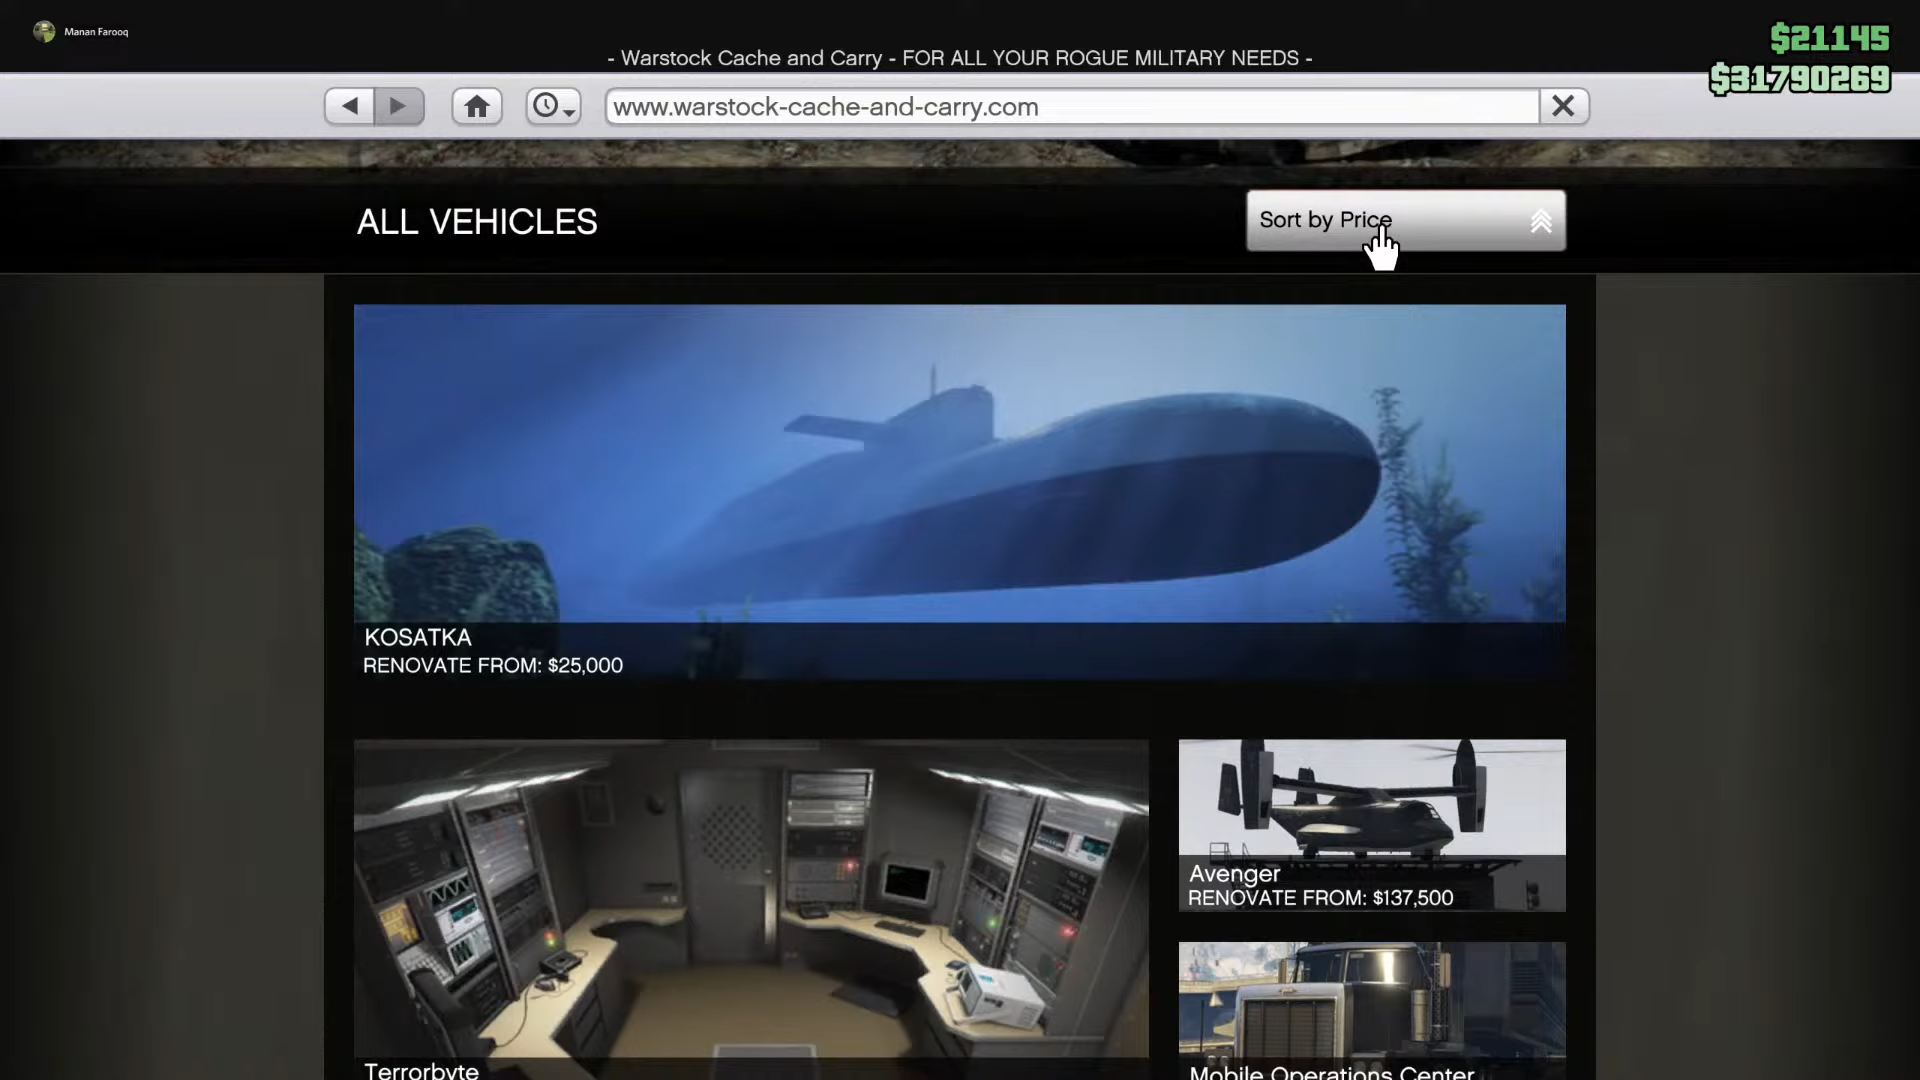 Manan Farooq
$21145
- Warstock Cache and Carry - FOR ALL YOUR ROGUE MILITARY NEEDS -
$31790269
www.warstock-cache-and-carry.com
ALL VEHICLES
Sort by Price
KOSATKA
RENOVATE FROM: $25,000
Avenger
RENOVATE FROM: $137,500
Terrorbyte
Mobile Operations Center